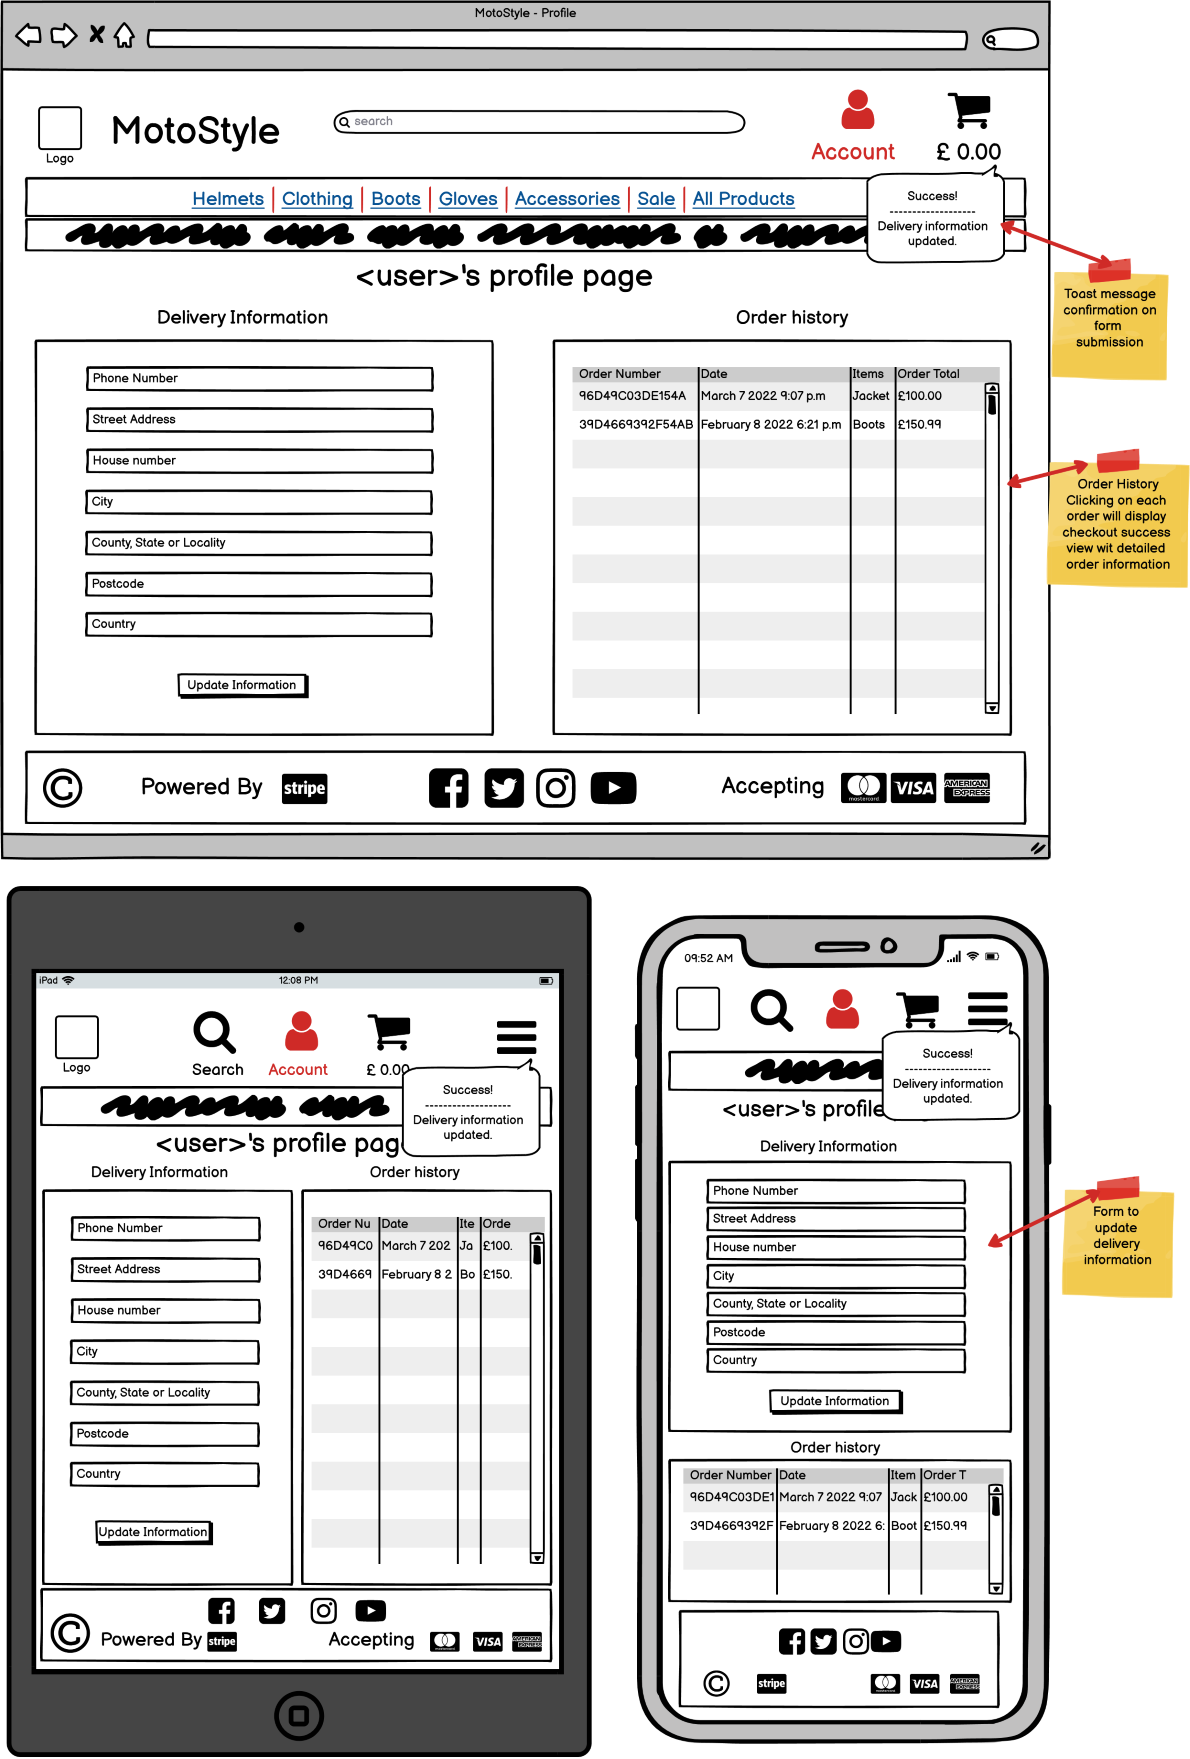 MotoStyle - Profile
Logo
MotoStyle
search
Account
£ 0.00
Helmets | Clothing | Boots | Gloves | Accessories | Sale | All Products
Success!
--------------------
Delivery information
updated.
<user>'s profile page
Toast message
confirmation on
form
submission
Delivery Information
Order history
Phone Number
Street Address
House number
City
County, State or Locality
Postcode
Country
Update Information
Order Number Date Items Order Total
96D49C03DE154A March 7 2022 9:07 p.m Jacket £100.00
39D4669392F54AB February 8 2022 6:21 p.m Boots £150.99
Order History
Clicking on each
order will display
checkout success
view wit detailed
order information
© Powered By stripe
Accepting mastercard VISA AMERICAN EXPRESS
iPad 12:08 PM
Logo
Search
Account
£ 0.00
Success!
--------------------
Delivery information
updated.
<user>'s profile pag
Delivery Information
Order history
Phone Number
Street Address
House number
City
County, State or Locality
Postcode
Country
Update Information
Order Nu Date Ite Orde
96D49C0 March 7 202 Ja £100.
39D4669 February 8 2 Bo £150.
© Powered By stripe
Accepting VISA AMERICAN EXPRESS
09:52 AM
Success!
--------------------
Delivery information
updated.
<user>'s profile
Delivery Information
Phone Number
Street Address
House number
City
County, State or Locality
Postcode
Country
Update Information
Form to
update
delivery
information
Order history
Order Number Date Item Order T
96D49C03DE1 March 7 2022 9:07 Jack £100.00
39D4669392F February 8 2022 6: Boot £150.99
© stripe VISA AMERICAN EXPRESS